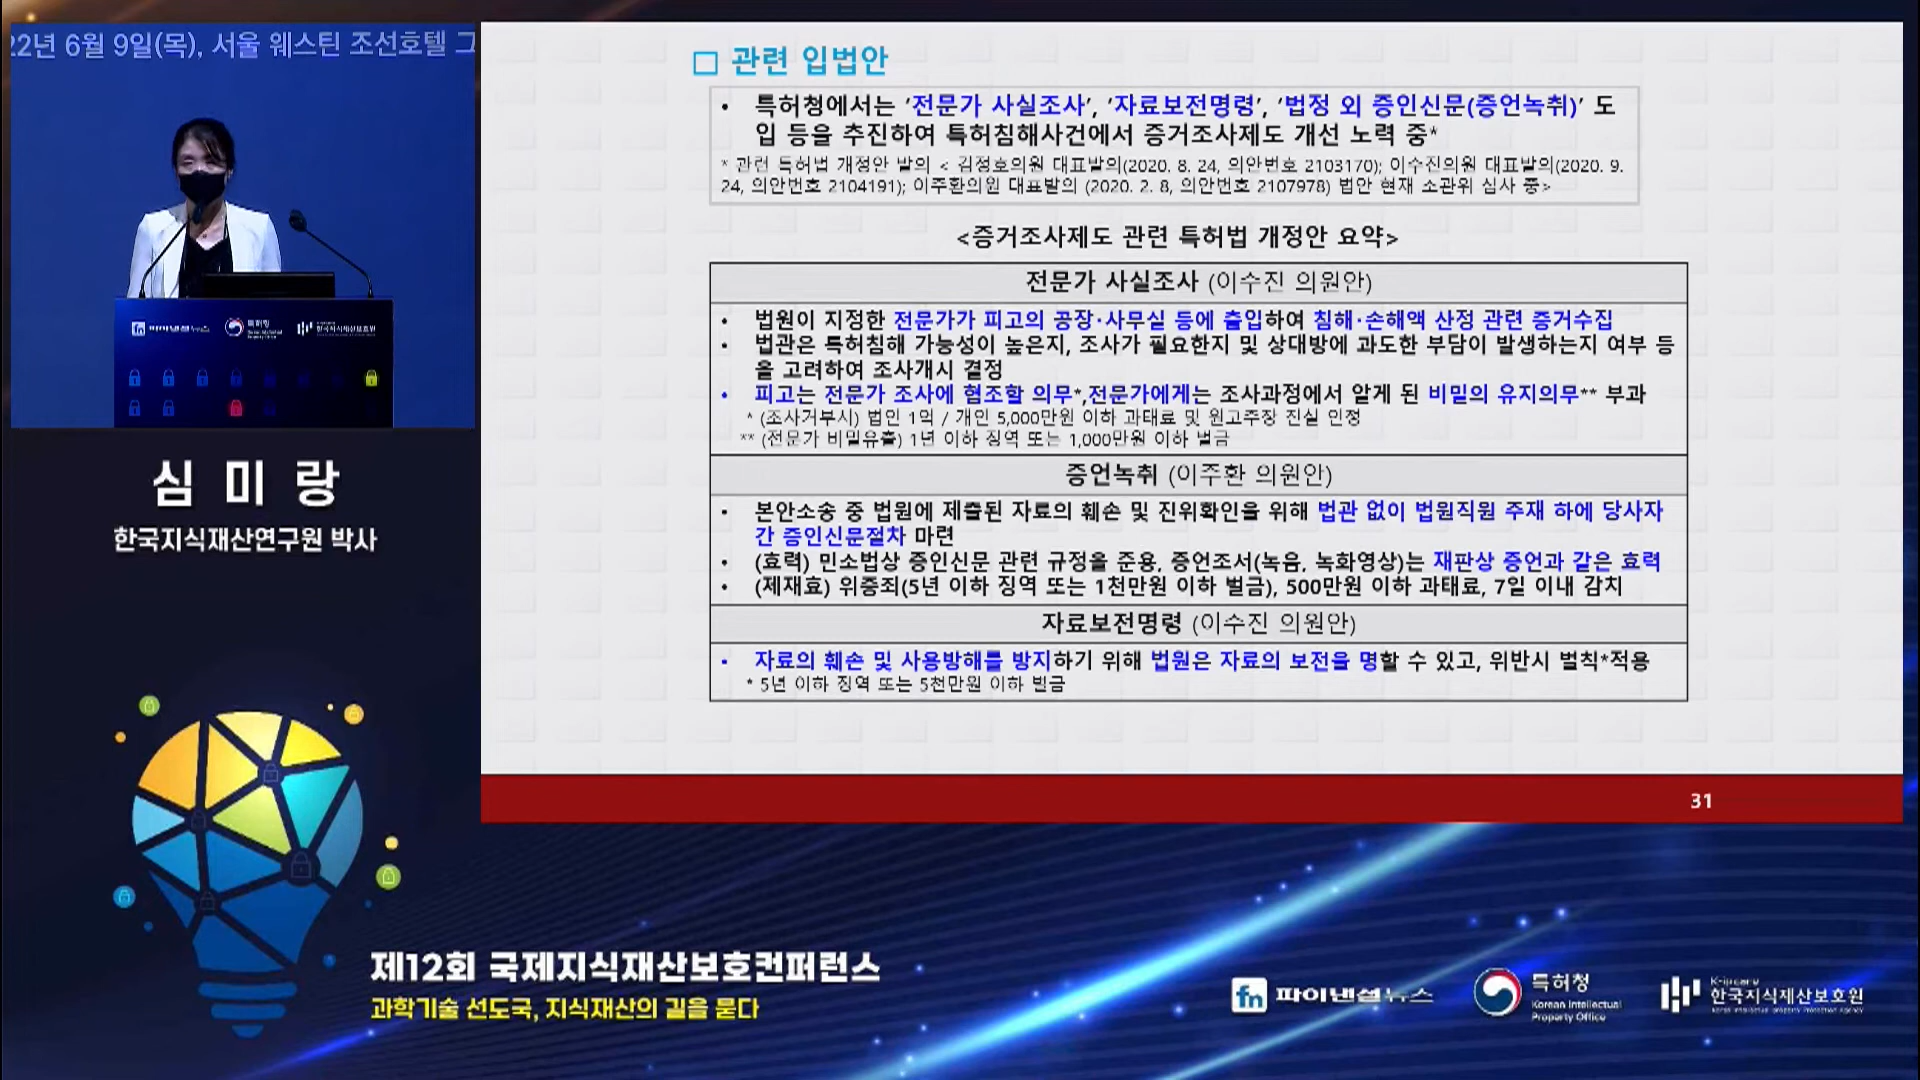 22년 6월 9일(목), 서울 웨스틴 조선호텔 그
파이낸셜뉴스 특허청 한국지식재산보호원
심 미 랑
한국지식재산연구원 박사
□ 관련 입법안
• 특허청에서는 ‘전문가 사실조사’, ‘자료보전명령’, ‘법정 외 증인신문(증언녹취)’ 도
입 등을 추진하여 특허침해사건에서 증거조사제도 개선 노력 중*
* 관련 특허법 개정안 발의 < 김정호의원 대표발의(2020. 8. 24, 의안번호 2103170); 이수진의원 대표발의(2020. 9.
24, 의안번호 2104191); 이주환의원 대표발의 (2020. 2. 8, 의안번호 2107978) 법안 현재 소관위 심사 중>
<증거조사제도 관련 특허법 개정안 요약>
전문가 사실조사 (이수진 의원안)
• 법원이 지정한 전문가가 피고의 공장·사무실 등에 출입하여 침해·손해액 산정 관련 증거수집
• 법관은 특허침해 가능성이 높은지, 조사가 필요한지 및 상대방에 과도한 부담이 발생하는지 여부 등
을 고려하여 조사개시 결정
• 피고는 전문가 조사에 협조할 의무*,전문가에게는 조사과정에서 알게 된 비밀의 유지의무** 부과
* (조사거부시) 법인 1억 / 개인 5,000만원 이하 과태료 및 원고주장 진실 인정
** (전문가 비밀유출) 1년 이하 징역 또는 1,000만원 이하 벌금
증언녹취 (이주환 의원안)
• 본안소송 중 법원에 제출된 자료의 훼손 및 진위확인을 위해 법관 없이 법원직원 주재 하에 당사자
간 증인신문절차 마련
• (효력) 민소법상 증인신문 관련 규정을 준용, 증언조서(녹음, 녹화영상)는 재판상 증언과 같은 효력
• (제재효) 위증죄(5년 이하 징역 또는 1천만원 이하 벌금), 500만원 이하 과태료, 7일 이내 감치
자료보전명령 (이수진 의원안)
• 자료의 훼손 및 사용방해를 방지하기 위해 법원은 자료의 보전을 명할 수 있고, 위반시 벌칙*적용
* 5년 이하 징역 또는 5천만원 이하 벌금
31
제12회 국제지식재산보호컨퍼런스
과학기술 선도국, 지식재산의 길을 묻다
fn 파이낸셜뉴스
특허청
Korean Intellectual
Property Office
한국지식재산보호원